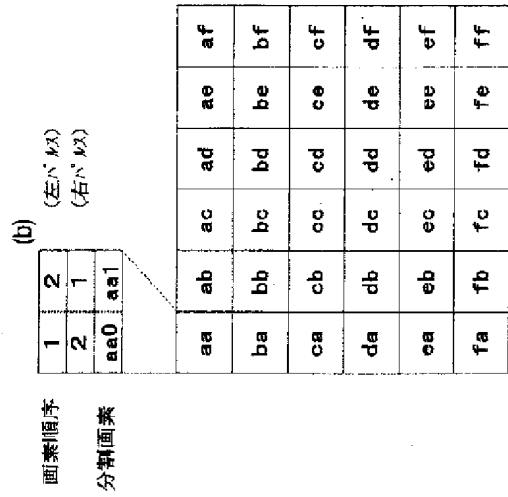 (b)
画素順序 1 2 (左パルス)
2 1 (右パルス)
分割画素 aa0 aa1
aa ab ac ad ae af
ba bb bc bd be bf
ca cb cc cd ce cf
da db dc dd de df
ea eb ec ed ee ef
fa fb fc fd fe ff